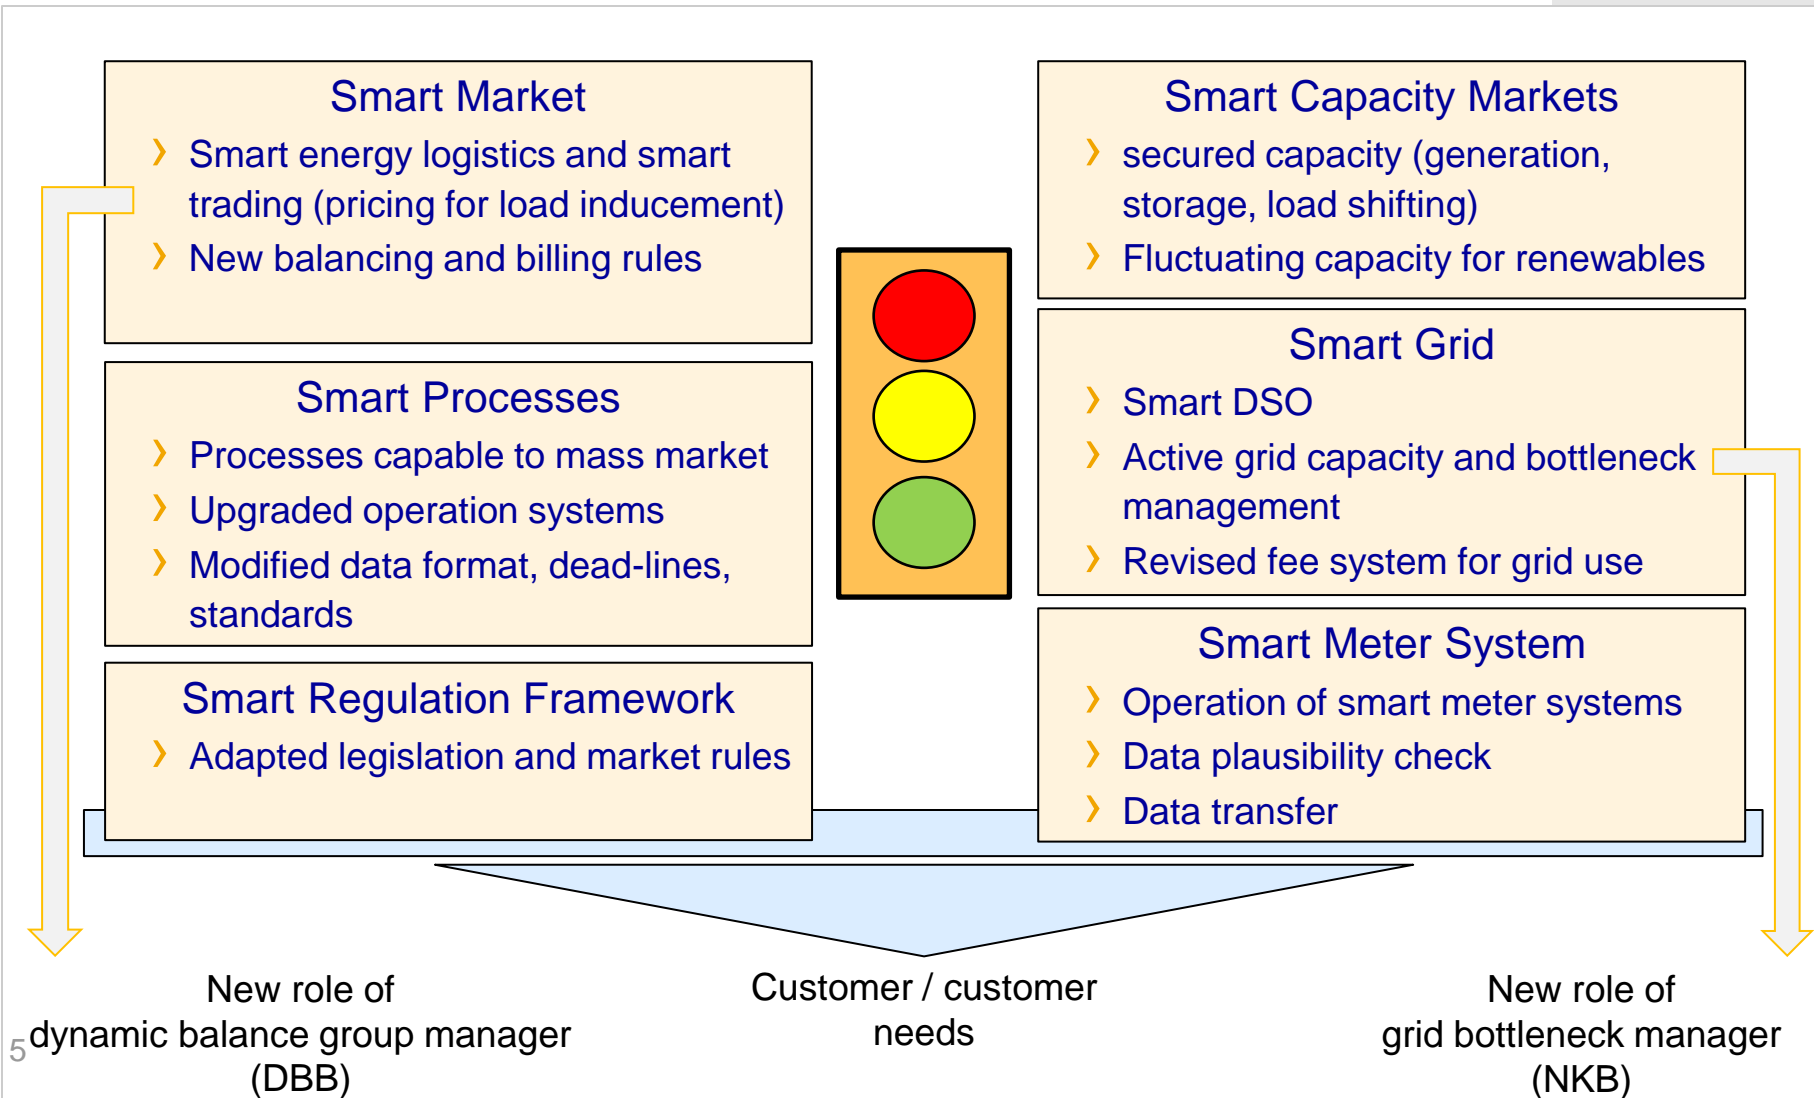 Smart Market
Smart energy logistics and smart
trading (pricing for load inducement)
New balancing and billing rules
Smart Processes
Processes capable to mass market
Upgraded operation systems
Modified data format, dead-lines,
standards
Smart Regulation Framework
Adapted legislation and market rules
Smart Capacity Markets
secured capacity (generation,
storage, load shifting)
Fluctuating capacity for renewables
Smart Grid
Smart DSO
Active grid capacity and bottleneck
management
Revised fee system for grid use
Smart Meter System
Operation of smart meter systems
Data plausibility check
Data transfer
New role of
dynamic balance group manager
(DBB)
Customer / customer
needs
New role of
grid bottleneck manager
(NKB)
5